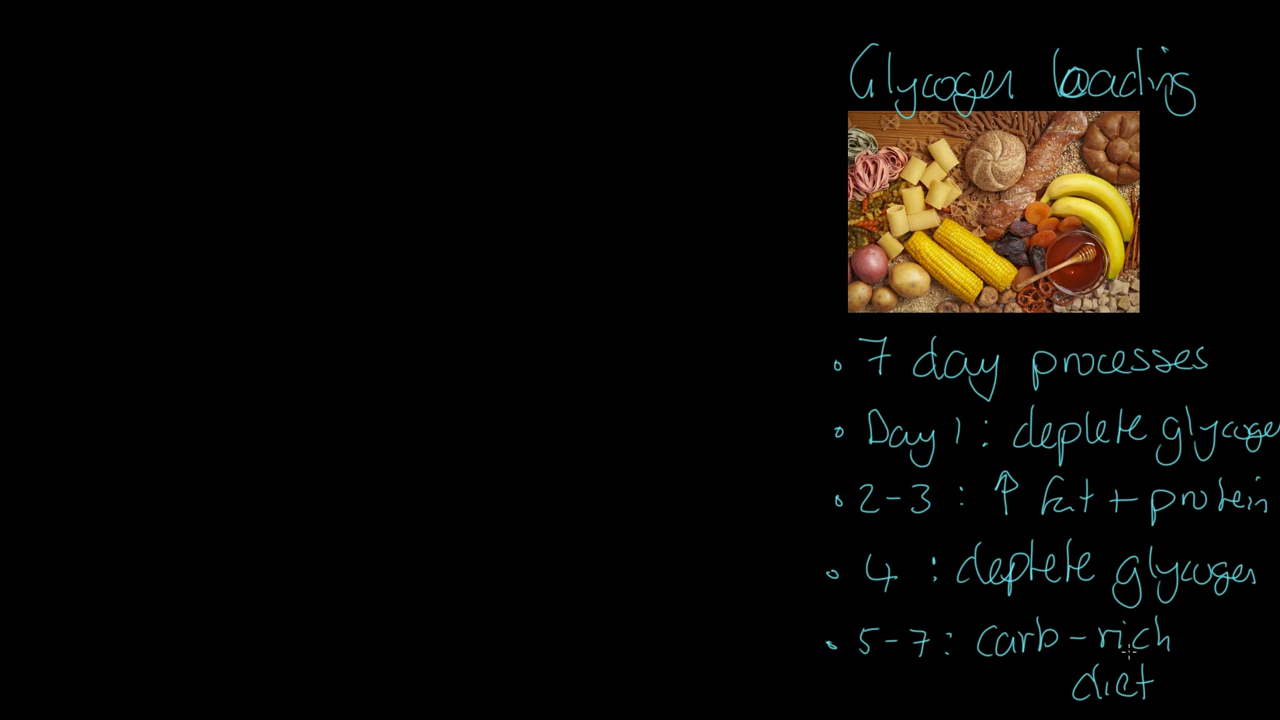 Glycogen loading
• 7 day processes
• Day 1 : deplete glycogen
• 2-3 : ↑ fat + protein
• 4 : deplete glycogen
• 5-7 : carb-rich
diet